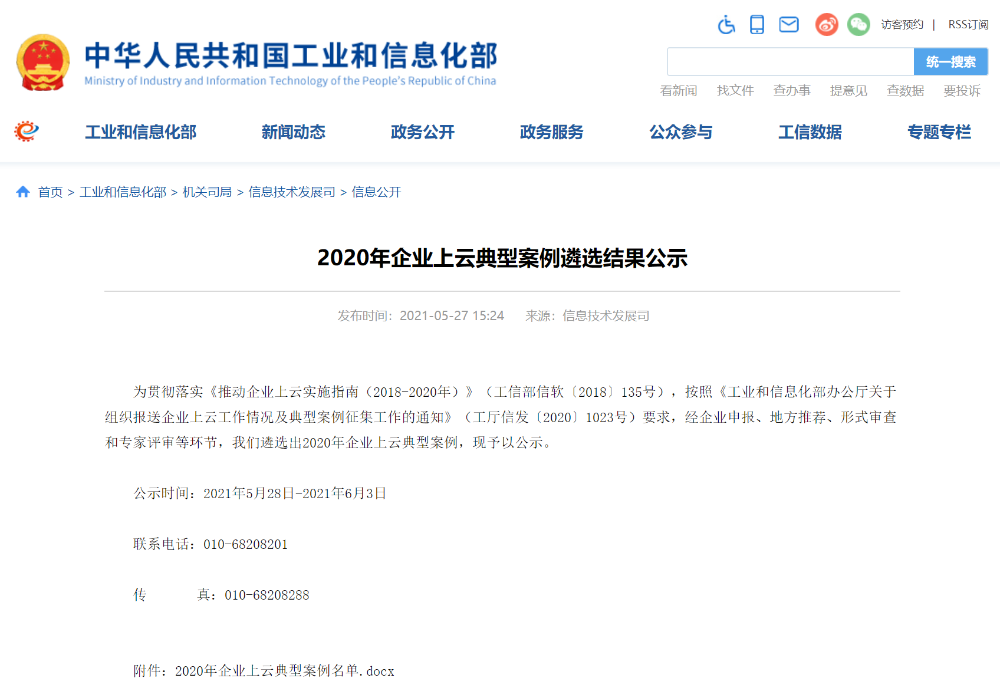 访客预约 | RSS订阅
中华人民共和国工业和信息化部
Ministry of Industry and Information Technology of the People's Republic of China
统一搜索
看新闻 找文件 查办事 提意见 查数据 要投诉
工业和信息化部 新闻动态 政务公开 政务服务 公众参与 工信数据 专题专栏
首页 > 工业和信息化部 > 机关司局 > 信息技术发展司 > 信息公开
2020年企业上云典型案例遴选结果公示
发布时间：2021-05-27 15:24 来源：信息技术发展司
为贯彻落实《推动企业上云实施指南（2018-2020年）》（工信部信软〔2018〕135号），按照《工业和信息化部办公厅关于
组织报送企业上云工作情况及典型案例征集工作的通知》（工厅信发〔2020〕1023号）要求，经企业申报、地方推荐、形式审查
和专家评审等环节，我们遴选出2020年企业上云典型案例，现予以公示。
公示时间：2021年5月28日-2021年6月3日
联系电话：010-68208201
传 真：010-68208288
附件：2020年企业上云典型案例名单.docx